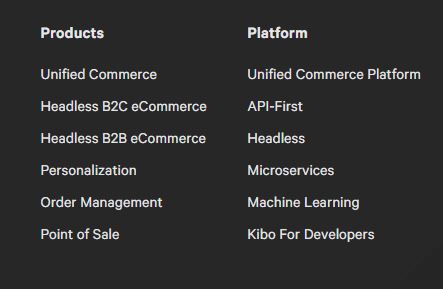 Products
Unified Commerce
Headless B2C eCommerce
Headless B2B eCommerce
Personalization
Order Management
Point of Sale
Platform
Unified Commerce Platform
API-First
Headless
Microservices
Machine Learning
Kibo For Developers